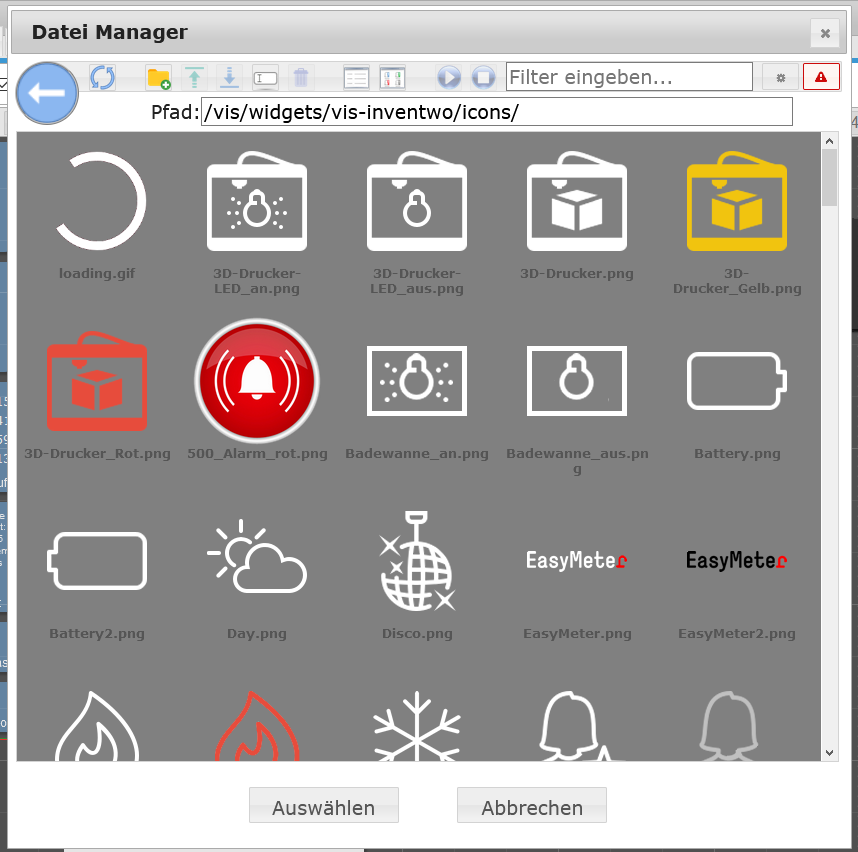 Datei Manager
Filter eingeben...
Pfad: /vis/widgets/vis-inventwo/icons/
loading.gif
3D-Drucker-
LED_an.png
3D-Drucker-
LED_aus.png
3D-Drucker.png
3D-
Drucker_Gelb.png
3D-Drucker_Rot.png
500_Alarm_rot.png
Badewanne_an.png
Badewanne_aus.pn
g
Battery.png
Battery2.png
Day.png
Disco.png
EasyMeter
EasyMeter.png
EasyMeter
EasyMeter2.png
Auswählen
Abbrechen